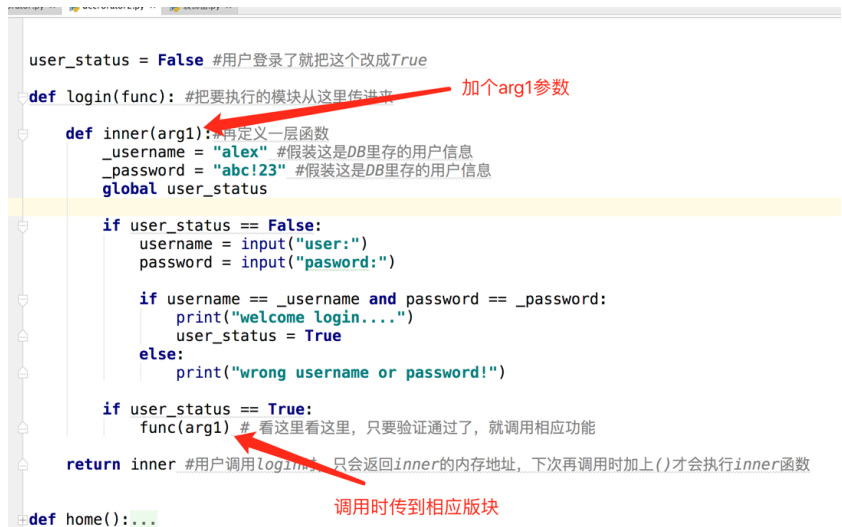 user_status = False #用户登录了就把这个改成True
加个arg1参数
def login(func): #把要执行的模块从这里传进来
def inner(arg1):#再定义一层函数
_username = "alex" #假装这是DB里存的用户信息
_password = "abc!23" #假装这是DB里存的用户信息
global user_status
if user_status == False:
username = input("user:")
password = input("pasword:")
if username == _username and password == _password:
print("welcome login....")
user_status = True
else:
print("wrong username or password!")
if user_status == True:
func(arg1) # 看这里看这里，只要验证通过了，就调用相应功能
return inner #用户调用login时，只会返回inner的内存地址，下次再调用时加上()才会执行inner函数
调用时传到相应版块
def home():...